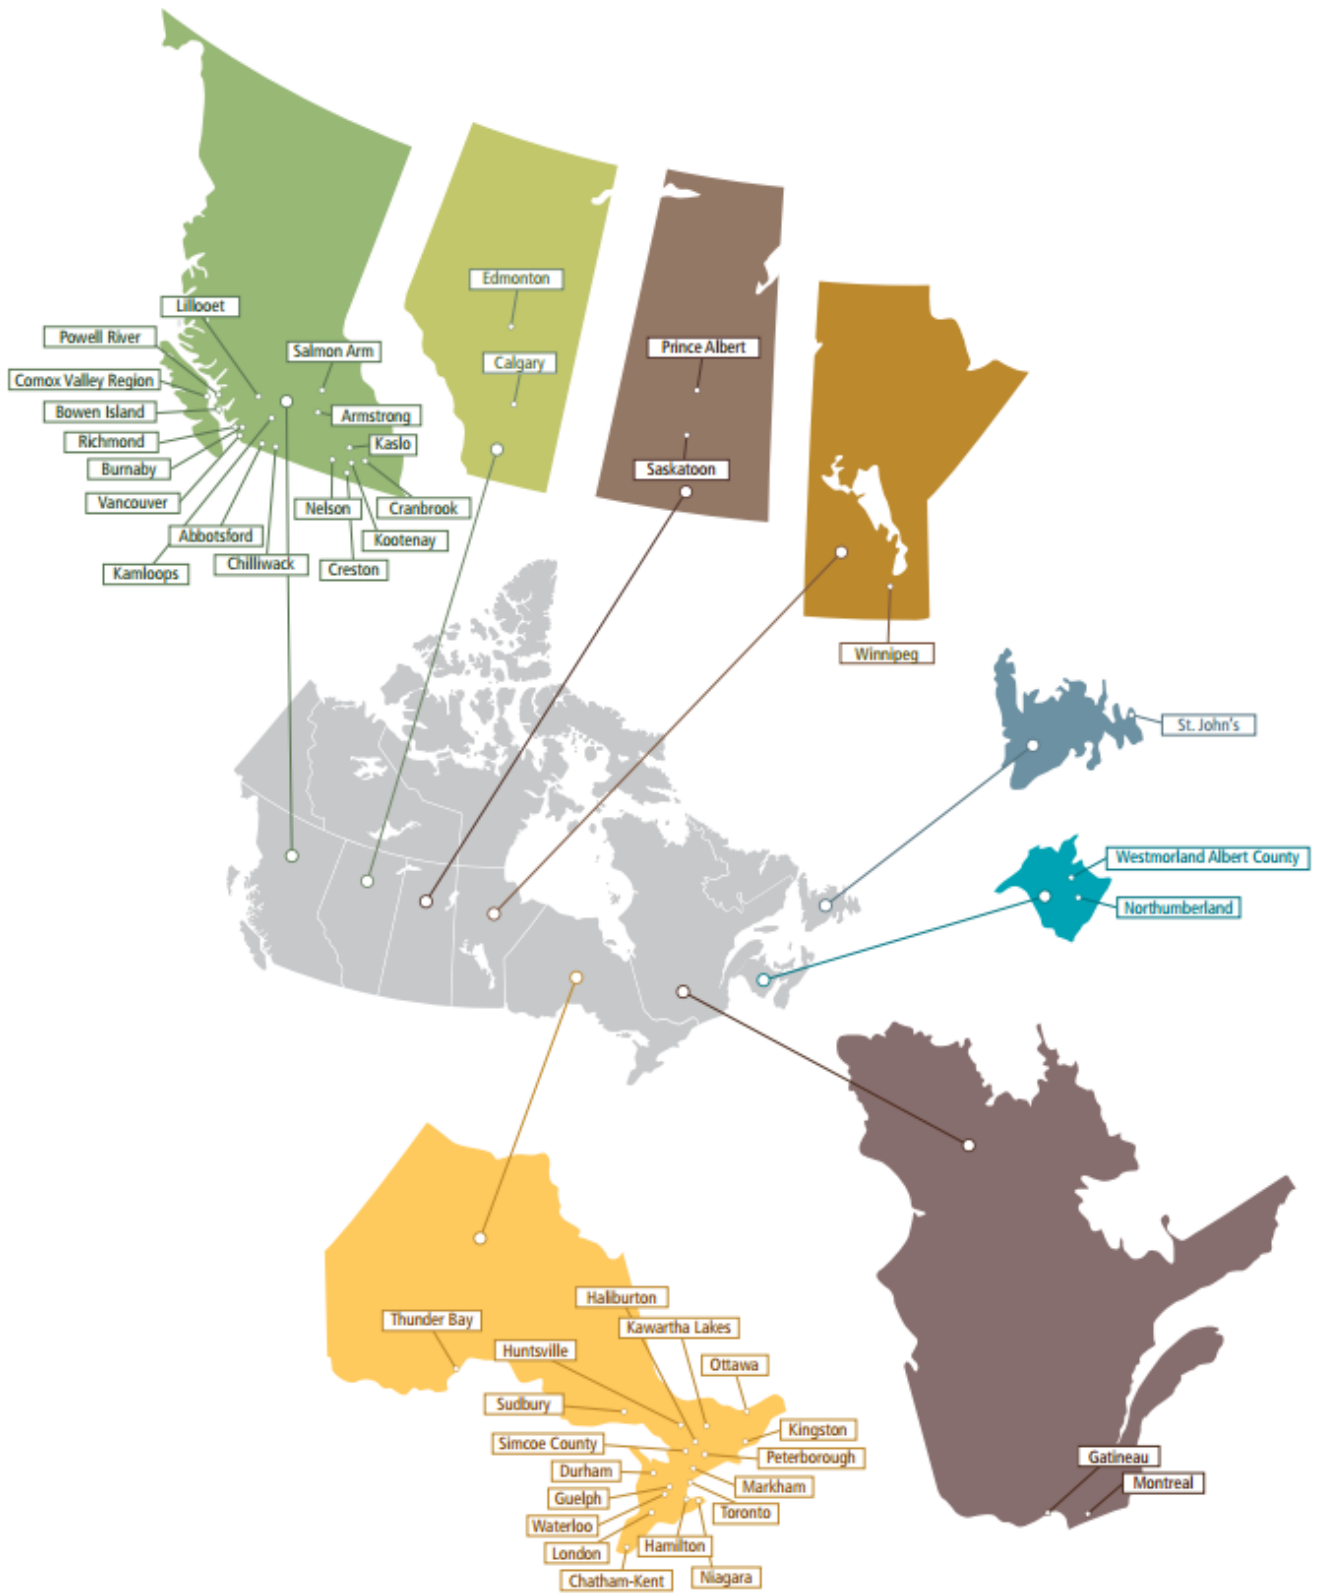 Edmonton
Lillooet
Powell River
Prince Albert
Salmon Arm
Calgary
Comox Valley Region
Bowen Island
Armstrong
Richmond
Kaslo
Burnaby
Saskatoon
Vancouver
Nelson
Cranbrook
Abbotsford
Kootenay
Chilliwack
Creston
Kamloops
Winnipeg
St. John's
Westmorland Albert County
Northumberland
Haliburton
Thunder Bay
Kawartha Lakes
Huntsville
Ottawa
Sudbury
Kingston
Simcoe County
Peterborough
Gatineau
Durham
Montreal
Markham
Guelph
Toronto
Waterloo
Hamilton
London
Niagara
Chatham-Kent